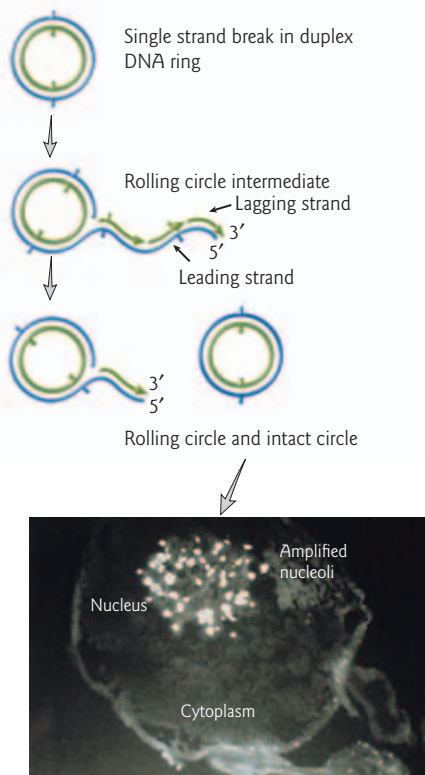 Single strand break in duplex
DNA ring
Rolling circle intermediate
Lagging strand
3′
5′
Leading strand
3′
5′
Rolling circle and intact circle
Amplified
nucleoli
Nucleus
Cytoplasm